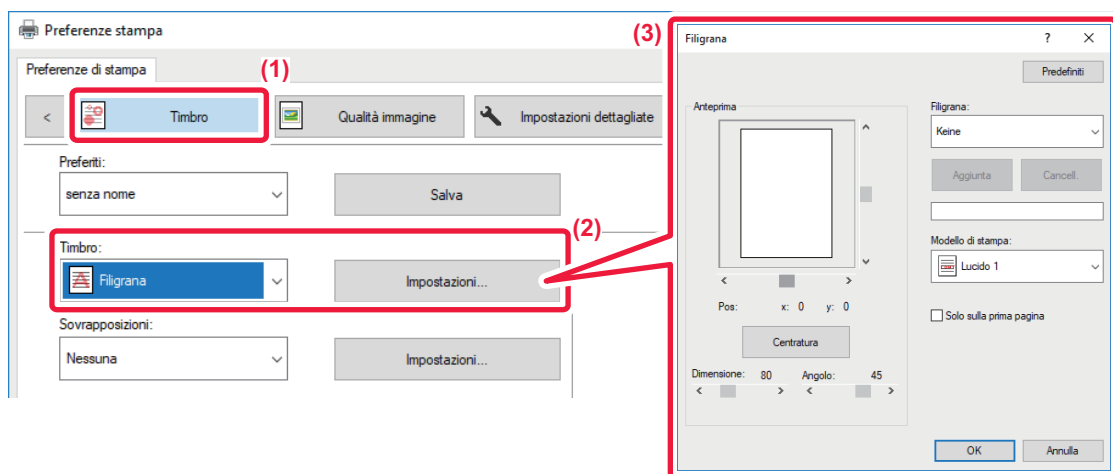 Preferenze stampa
Preferenze di stampa
(1)
<
Timbro
Qualità immagine
Impostazioni dettagliate
Preferiti:
senza nome
Salva
(2)
Timbro:
Filigrana
Impostazioni...
Sovrapposizioni:
Nessuna
Impostazioni...
(3)
Filigrana
?
Predefiniti
Anteprima
Filigrana:
Keine
Aggiunta
Cancell.
Modello di stampa:
Lucido 1
Pos: x: 0 y: 0
Solo sulla prima pagina
Centratura
Dimensione: 80 Angolo: 45
OK
Annulla